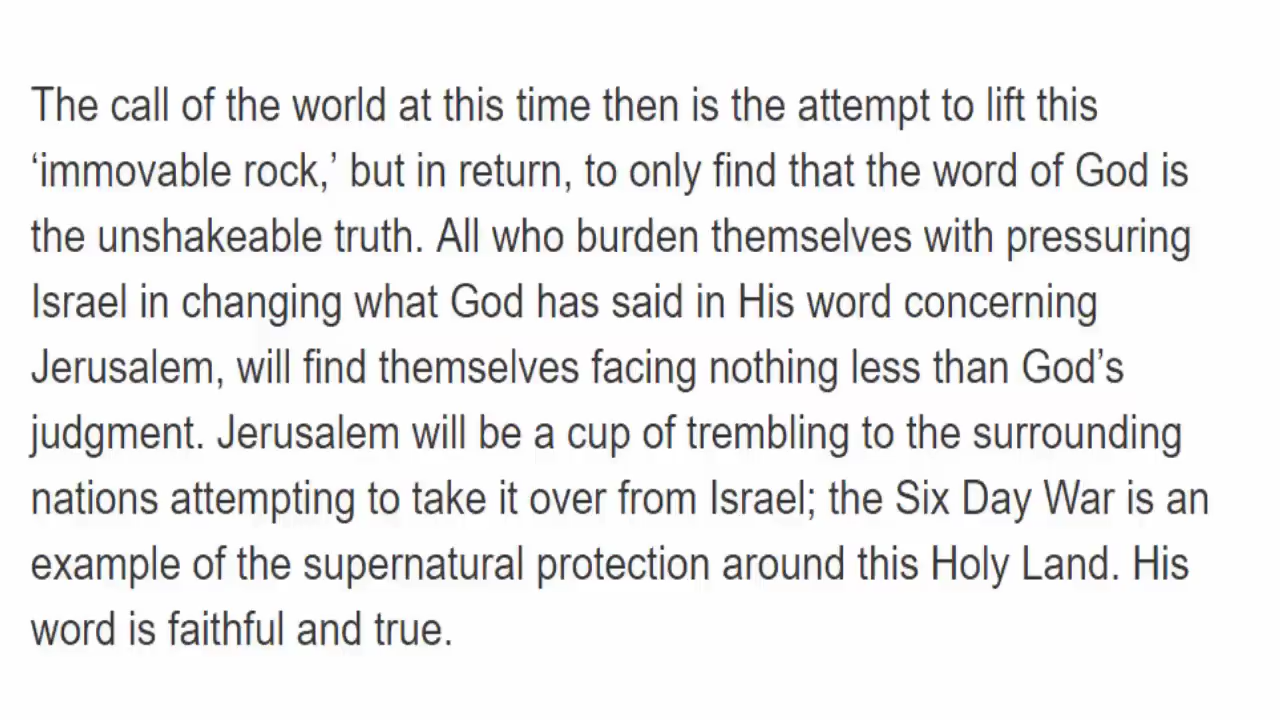 The call of the world at this time then is the attempt to lift this
‘immovable rock,’ but in return, to only find that the word of God is
the unshakeable truth. All who burden themselves with pressuring
Israel in changing what God has said in His word concerning
Jerusalem, will find themselves facing nothing less than God’s
judgment. Jerusalem will be a cup of trembling to the surrounding
nations attempting to take it over from Israel; the Six Day War is an
example of the supernatural protection around this Holy Land. His
word is faithful and true.